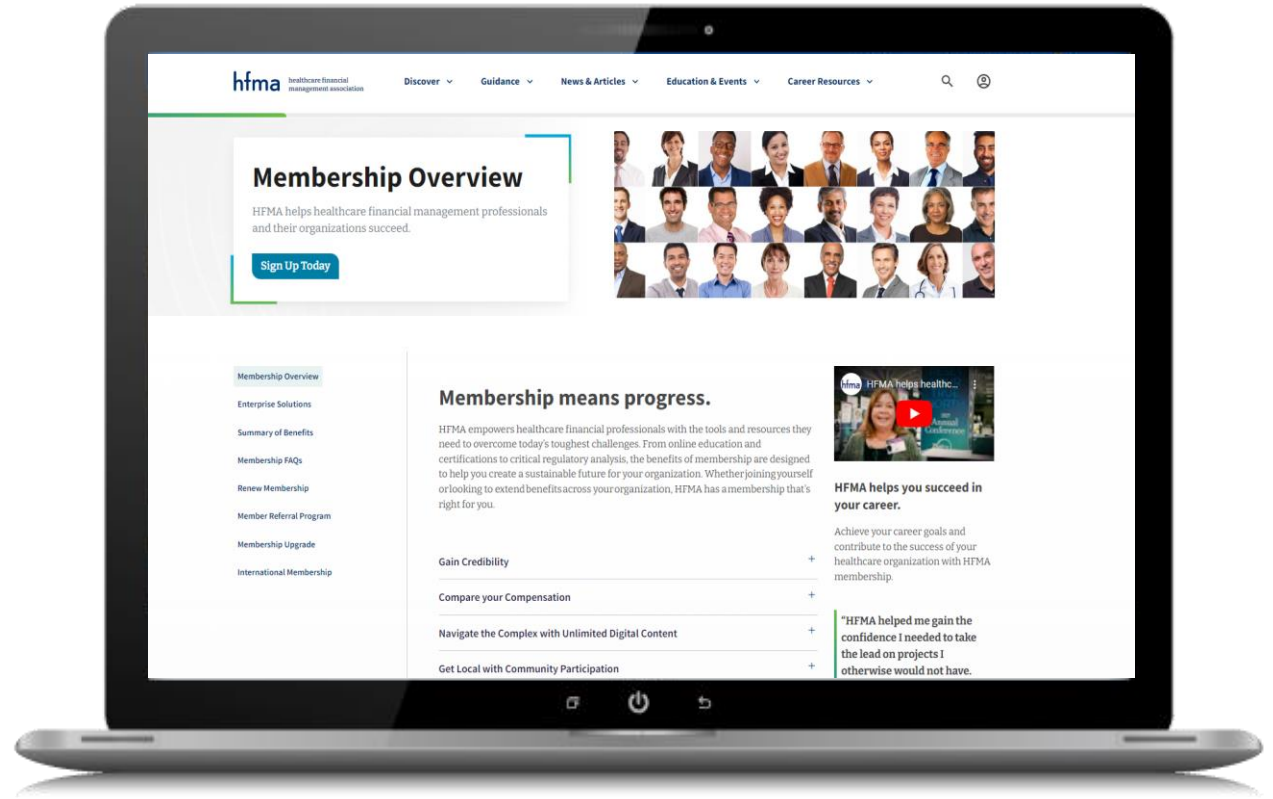 hfma healthcare financial
management association
Discover
Guidance
News & Articles
Education & Events
Career Resources
Membership Overview
HFMA helps healthcare financial management professionals
and their organizations succeed.
Sign Up Today
Membership Overview
Enterprise Solutions
Summary of Benefits
Membership FAQs
Renew Membership
Member Referral Program
Membership Upgrade
International Membership
Membership means progress.
HFMA empowers healthcare financial professionals with the tools and resources they
need to overcome today's toughest challenges. From online education and
certifications to critical regulatory analysis, the benefits of membership are designed
to help you create a sustainable future for your organization. Whether joining yourself
or looking to extend benefits across your organization, HFMA has a membership that's
right for you.
Gain Credibility
Compare your Compensation
Navigate the Complex with Unlimited Digital Content
Get Local with Community Participation
hfma HFMA helps healthc...
Annual
Conference
HFMA helps you succeed in
your career.
Achieve your career goals and
contribute to the success of your
healthcare organization with HFMA
membership.
"HFMA helped me gain the
confidence I needed to take
the lead on projects I
otherwise would not have.